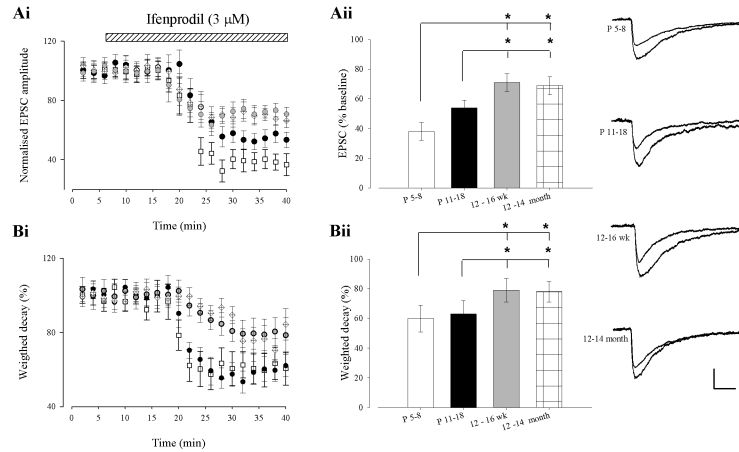 Ai
Ifenprodil (3 μM)
Normalised EPSC amplitude
120
100
80
60
40
0 5 10 15 20 25 30 35 40
Time (min)
Aii
EPSC (% baseline)
100
80
60
40
20
0
* *
* *
P 5-8
P 11-18
12 - 16 wk
12 -14 month
P 5-8
P 11-18
Bi
Weigthed decay (%)
120
80
40
0 5 10 15 20 25 30 35 40
Time (min)
Bii
Weighted decay (%)
100
80
60
40
20
0
* *
* *
P 5-8
P 11-18
12 - 16 wk
12 -14 month
12-16 wk
12-14 month